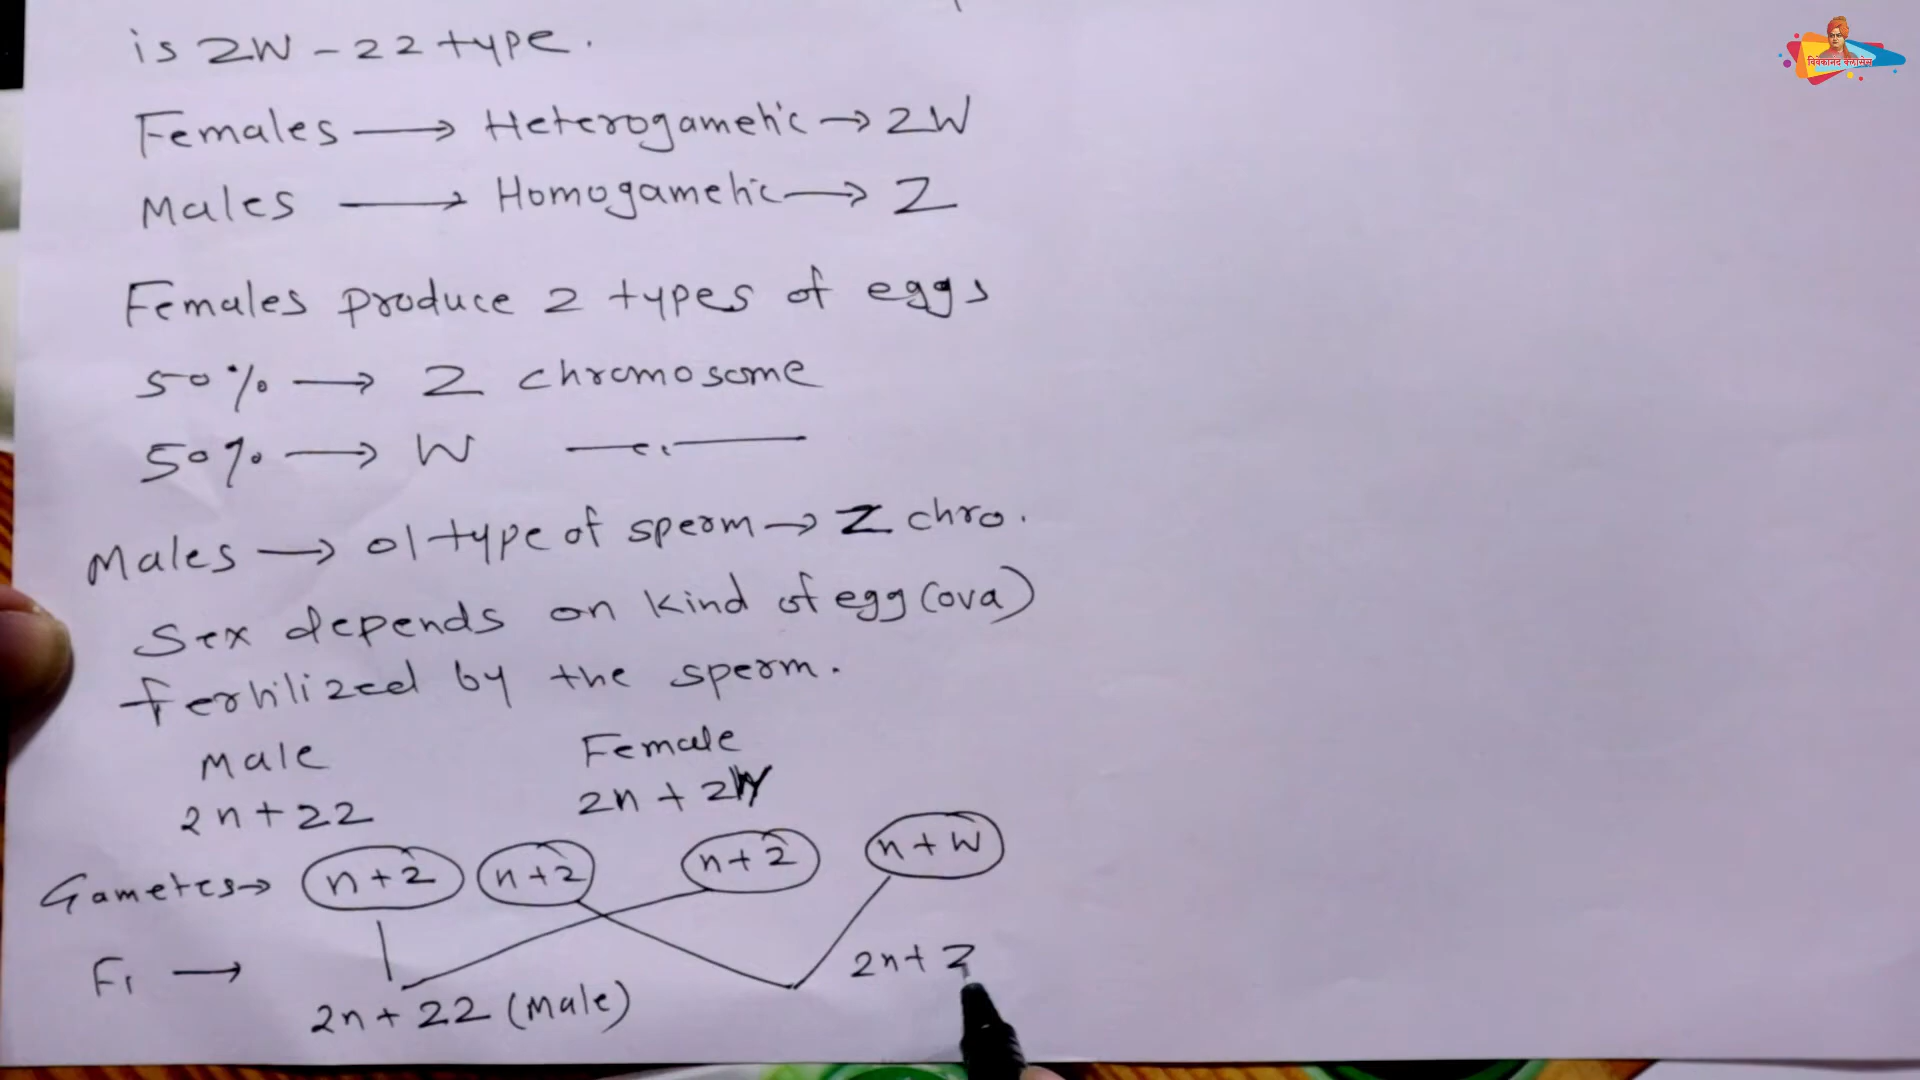 is ZW - ZZ type.
Females → Heterogametic → ZW
Males → Homogametic → Z
Females produce 2 types of eggs
50% → Z chromosome
50% → W —〃—
Males → 01 type of sperm → Z chro.
Sex depends on kind of egg (ova)
fertilized by the sperm.
Male Female
2n + ZZ 2n + ZW
Gametes → n + Z n + Z n + Z n + W
F1 → 2n + Z
2n + ZZ (Male)
विवेकानंद क्लासेस